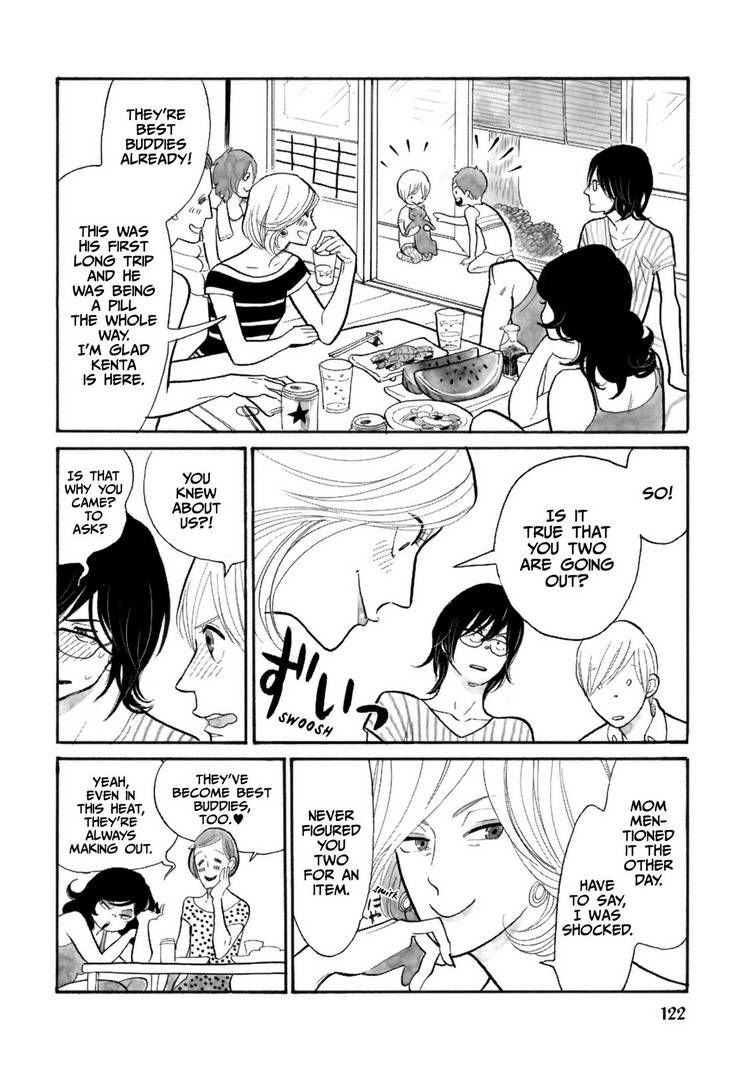 THEY'RE
BEST
BUDDIES
ALREADY!
THIS WAS
HIS FIRST
LONG TRIP
AND HE
WAS BEING
A PILL
THE WHOLE
WAY.
I'M GLAD
KENTA
IS HERE.
SO!
IS IT
TRUE THAT
YOU TWO
ARE GOING
OUT?
ずいっ
SWOOSH
YOU
KNEW
ABOUT
US?!
IS THAT
WHY YOU
CAME?
TO
ASK?
MOM
MEN-
TIONED
IT THE
OTHER
DAY.
HAVE
TO SAY,
I WAS
SHOCKED.
NEVER
FIGURED
YOU
TWO FOR
AN ITEM.
smirk
THEY'VE
BECOME BEST
BUDDIES,
TOO.♥
YEAH,
EVEN IN
THIS HEAT,
THEY'RE
ALWAYS
MAKING OUT.
122